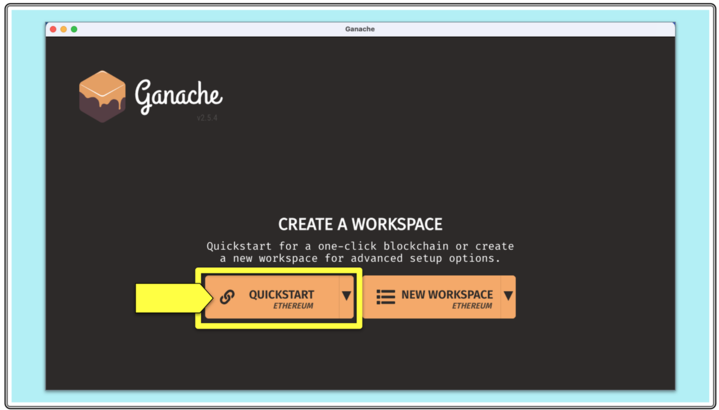 Ganache
Ganache
v2.5.4
CREATE A WORKSPACE
Quickstart for a one-click blockchain or create
a new workspace for advanced setup options.
QUICKSTART
ETHEREUM
NEW WORKSPACE
ETHEREUM